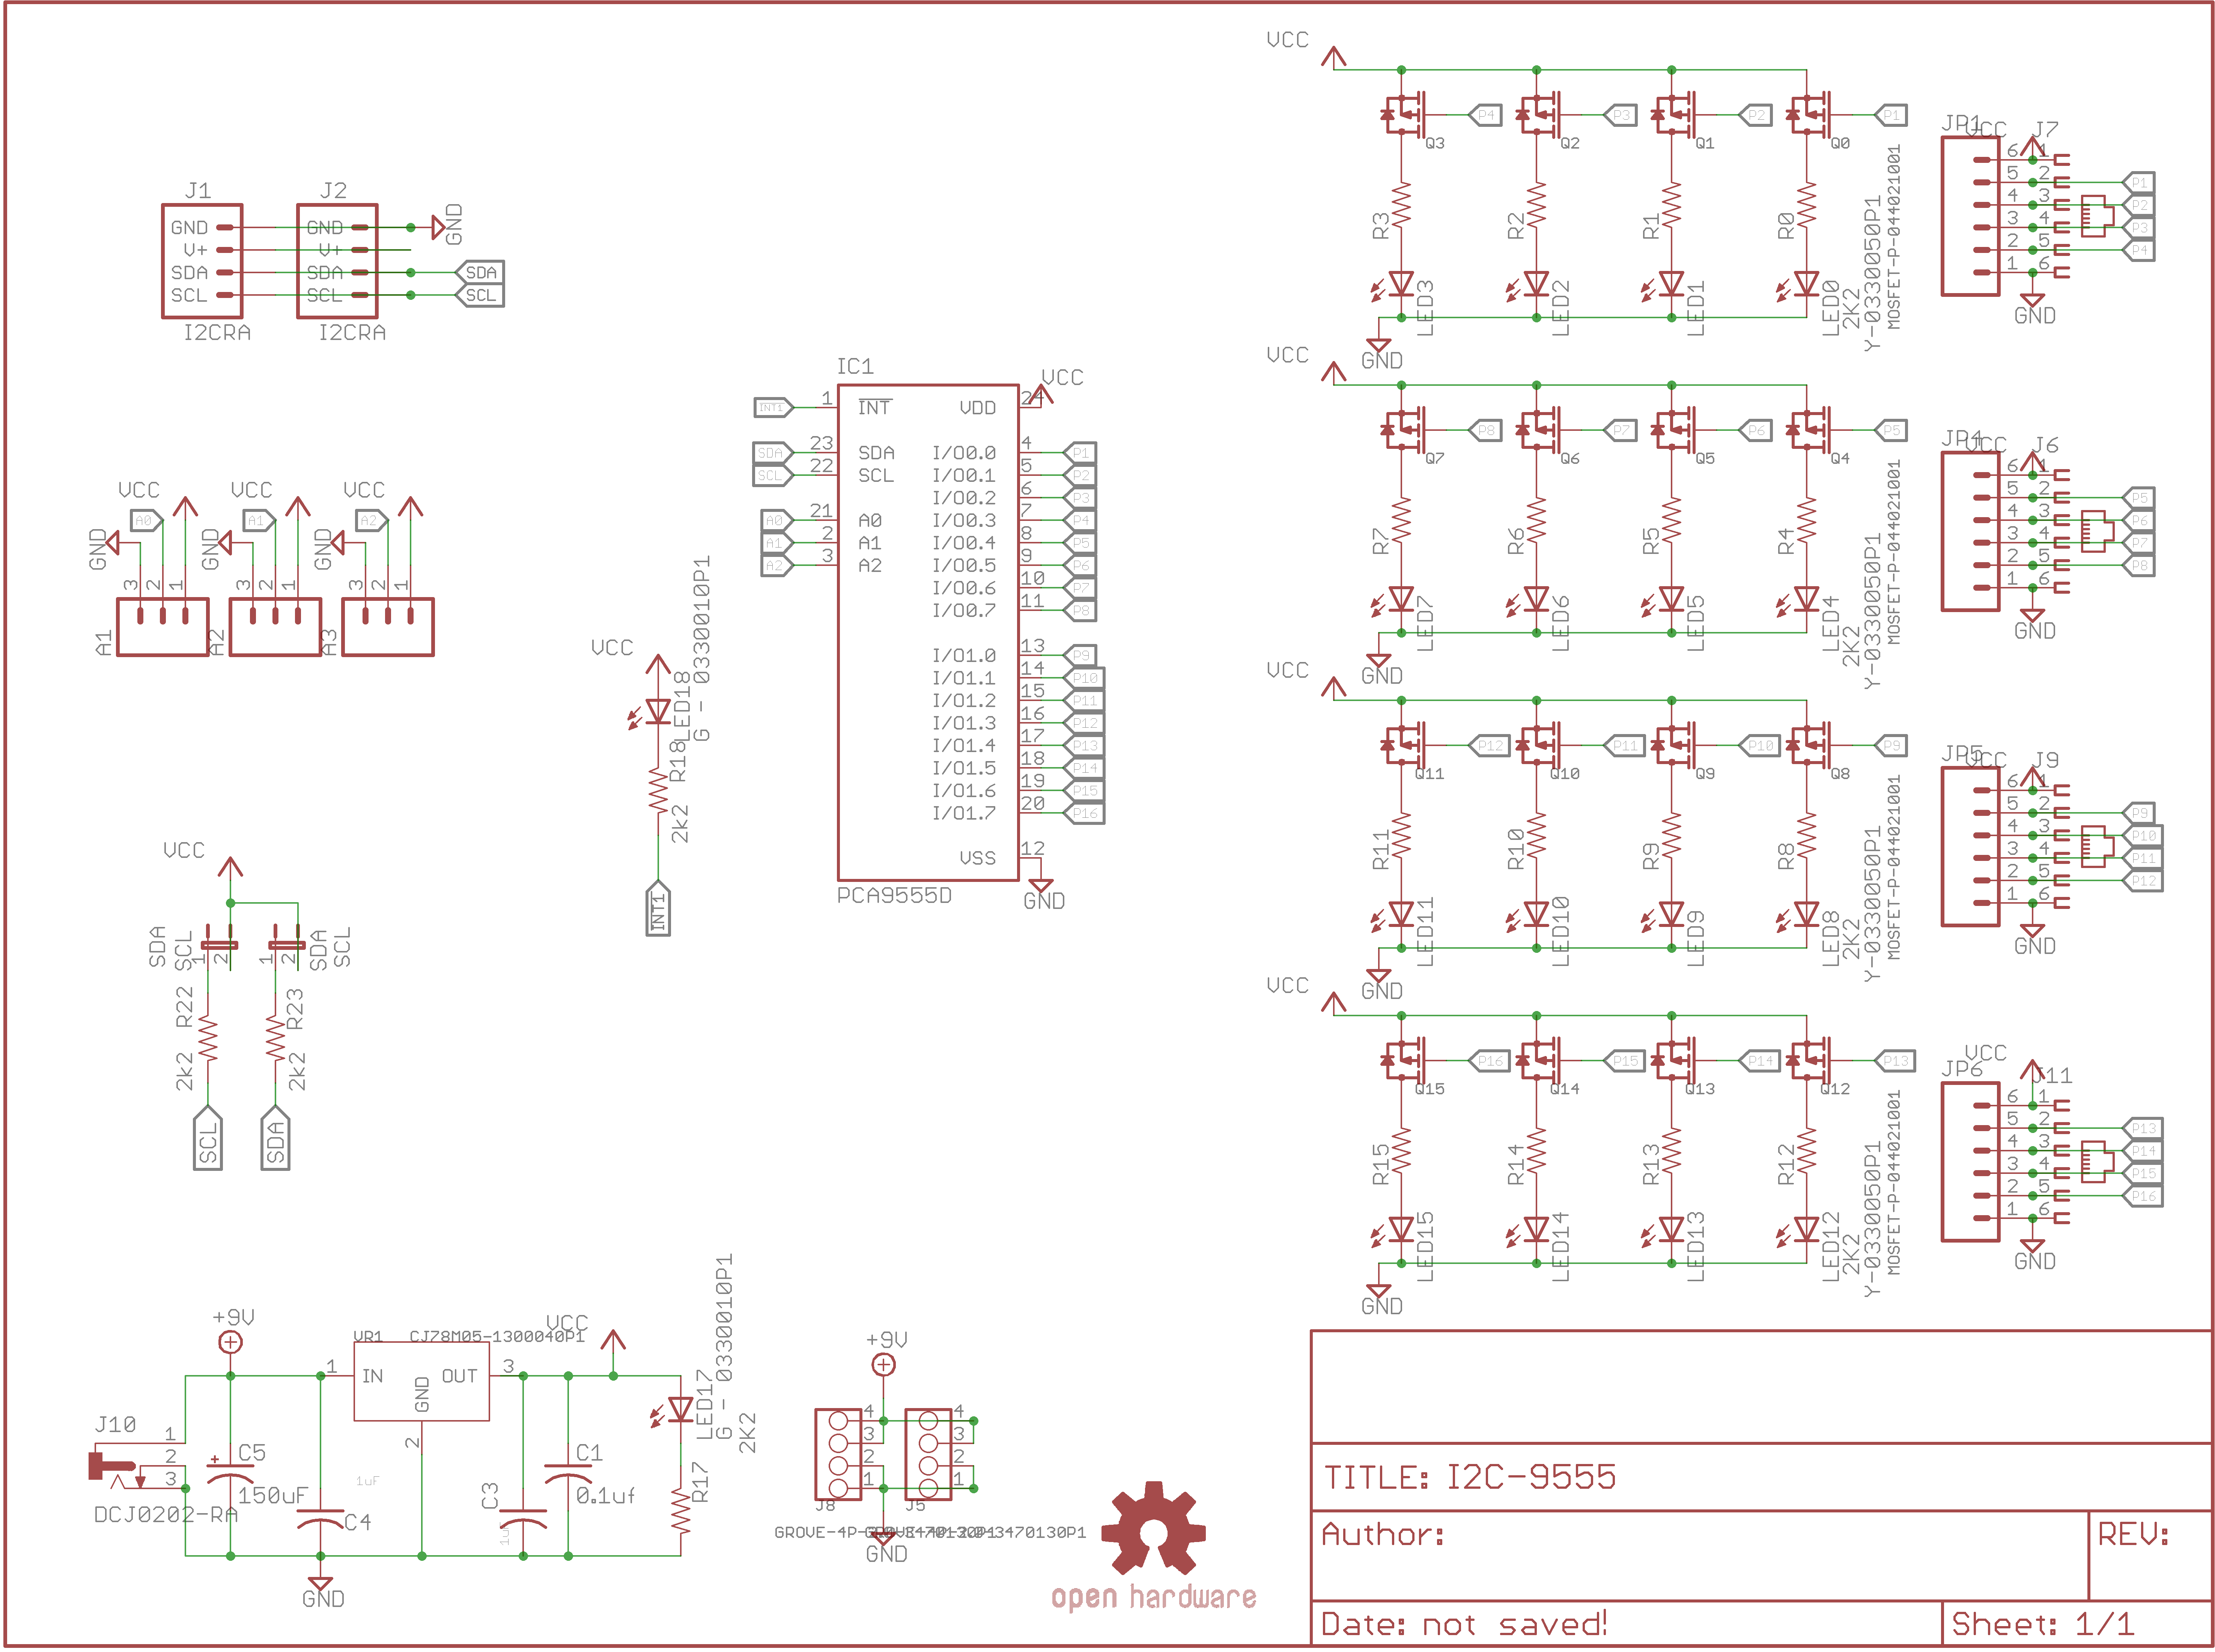 J1
J2
GND
V+
SDA
SCL
I2CRA
GND
V+
SDA
SCL
I2CRA
GND
SDA
SCL
VCC
VCC
VCC
A0
A1
A2
GND
GND
GND
3 2 1
3 2 1
3 2 1
A1
A2
A3
VCC
LED18
G - 0330010P1
R18
2k2
INT1
IC1
VCC
INT1 1 INT VDD 24
SDA 23 SDA I/O0.0 4 P1
SCL 22 SCL I/O0.1 5 P2
I/O0.2 6 P3
A0 21 A0 I/O0.3 7 P4
A1 2 A1 I/O0.4 8 P5
A2 3 A2 I/O0.5 9 P6
I/O0.6 10 P7
I/O0.7 11 P8
I/O1.0 13 P9
I/O1.1 14 P10
I/O1.2 15 P11
I/O1.3 16 P12
I/O1.4 17 P13
I/O1.5 18 P14
I/O1.6 19 P15
I/O1.7 20 P16
VSS 12
PCA9555D
GND
VCC
SDA
SCL
1 2
1 2
SDA
SCL
R22
2k2
R23
2k2
SCL
SDA
+9V
J10
1
2
3
DCJ0202-RA
C5
150uF
1uF
C4
GND
VR1 CJ78M05-1300040P1
1 IN OUT 3
GND
2
VCC
C3
1u
C1
0.1uf
LED17
G - 0330010P1
2K2
R17
+9V
4 4
3 3
2 2
1 1
J8 J5
GND
open hardware
VCC
P4 P3 P2 P1
Q3 Q2 Q1 Q0
R3 R2 R1 R0
LED3 LED2 LED1 LED0
2K2
Y-0330050P1
MOSFET-P-044021001
GND
JP1 VCC J7
6 1
5 2 P1
4 3 P2
3 4 P3
2 5 P4
1 6
GND
VCC
P8 P7 P6 P5
Q7 Q6 Q5 Q4
R7 R6 R5 R4
LED7 LED6 LED5 LED4
2K2
Y-0330050P1
MOSFET-P-044021001
GND
JP4 VCC J6
6 1
5 2 P5
4 3 P6
3 4 P7
2 5 P8
1 6
GND
VCC
P12 P11 P10 P9
Q11 Q10 Q9 Q8
R11 R10 R9 R8
LED11 LED10 LED9 LED8
2K2
Y-0330050P1
MOSFET-P-044021001
GND
JP5 VCC J9
6 1
5 2 P9
4 3 P10
3 4 P11
2 5 P12
1 6
GND
VCC
P16 P15 P14 P13
Q15 Q14 Q13 Q12
R15 R14 R13 R12
LED15 LED14 LED13 LED12
2K2
Y-0330050P1
MOSFET-P-044021001
GND
JP6 VCC J11
6 1
5 2 P13
4 3 P14
3 4 P15
2 5 P16
1 6
GND
TITLE: I2C-9555
Author:
REV:
Date: not saved!
Sheet: 1/1